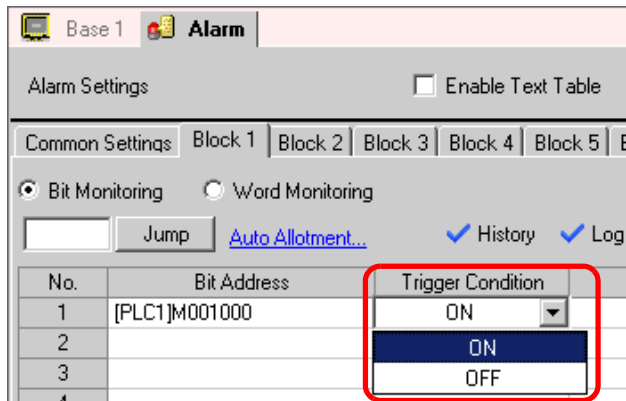 Base 1 Alarm
Alarm Settings Enable Text Table
Common Settings Block 1 Block 2 Block 3 Block 4 Block 5
Bit Monitoring Word Monitoring
Jump Auto Allotment... History Log
No. Bit Address Trigger Condition
1 [PLC1]M001000 ON
2 ON
3 OFF